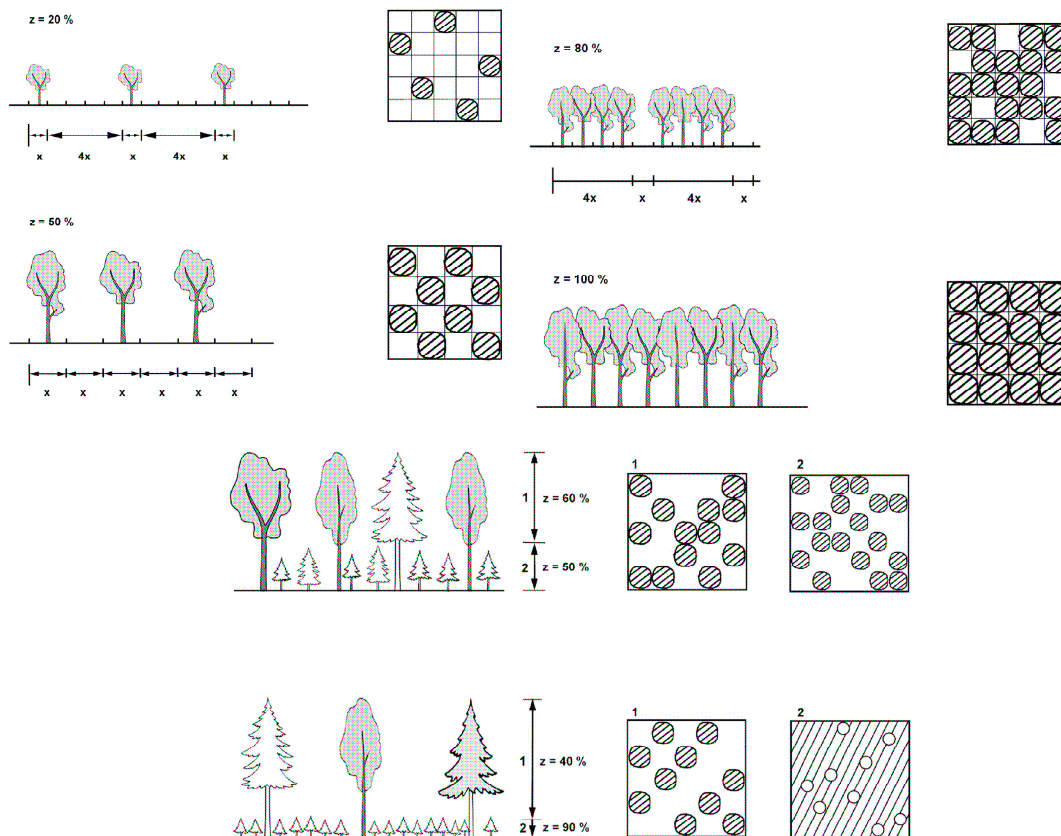 z = 20 %
x 4x x 4x x
z = 80 %
4x x 4x x
z = 50 %
x x x x x x
z = 100 %
1 z = 60 %
2 z = 50 %
1
2
1 z = 40 %
2 z = 90 %
1
2